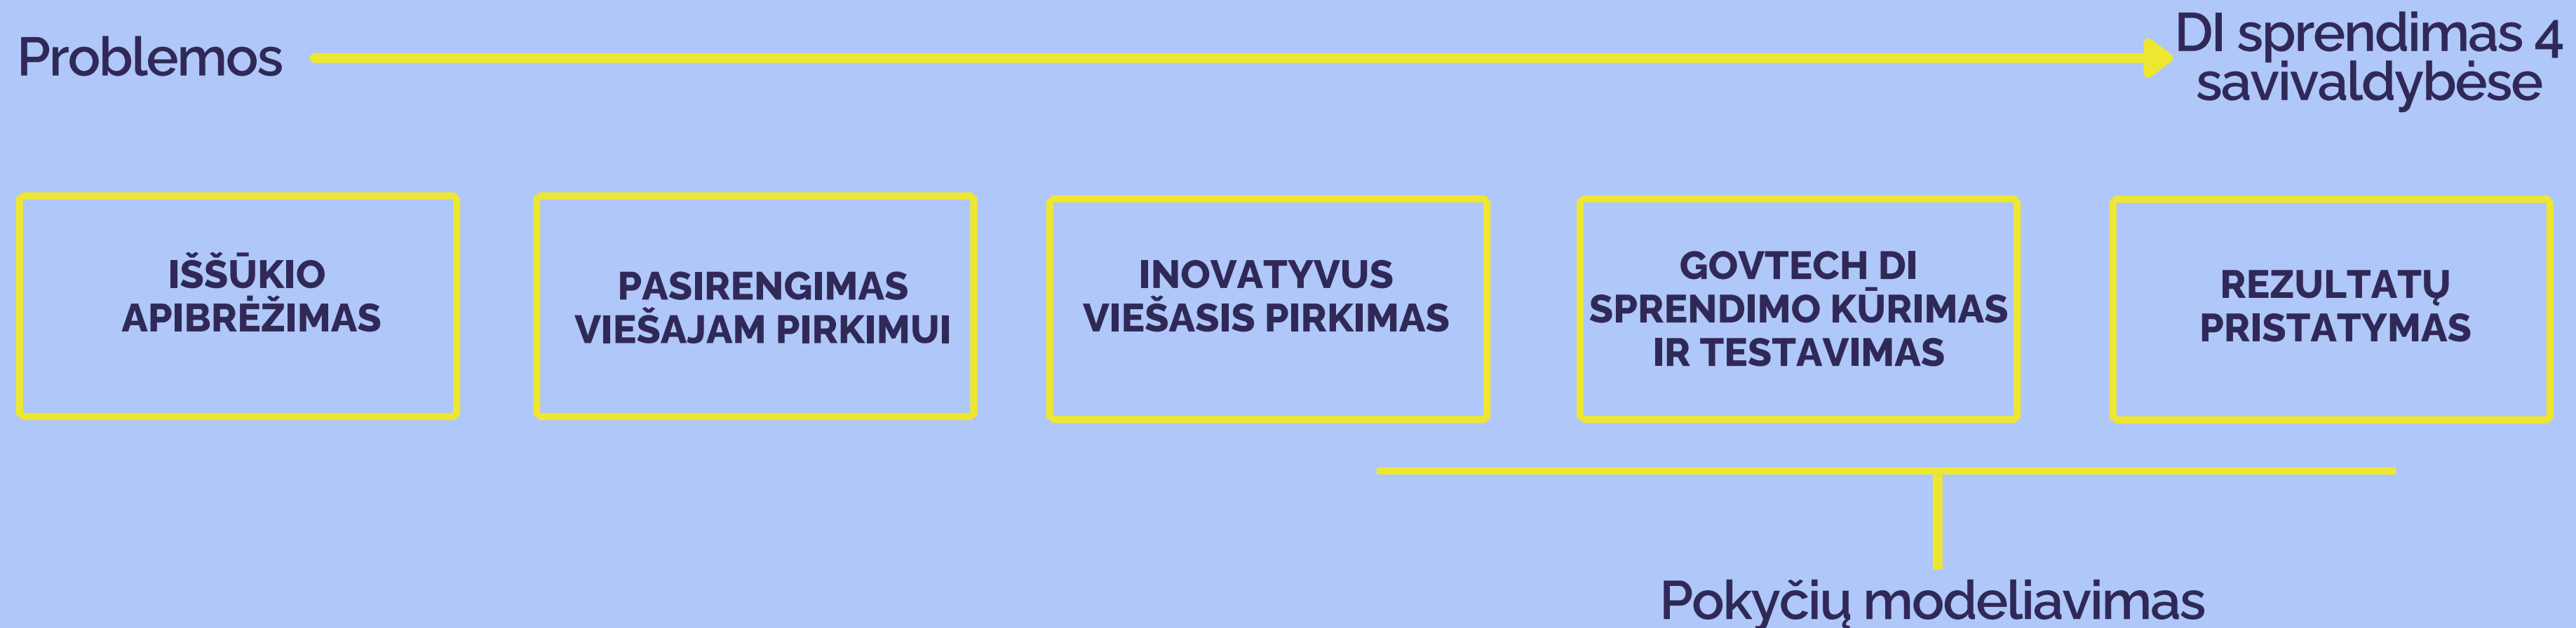 Problemos
DI sprendimas 4
savivaldybėse
IŠŠŪKIO
APIBRĖŽIMAS
PASIRENGIMAS
VIEŠAJAM PIRKIMUI
INOVATYVUS
VIEŠASIS PIRKIMAS
GOVTECH DI
SPRENDIMO KŪRIMAS
IR TESTAVIMAS
REZULTATŲ
PRISTATYMAS
Pokyčių modeliavimas